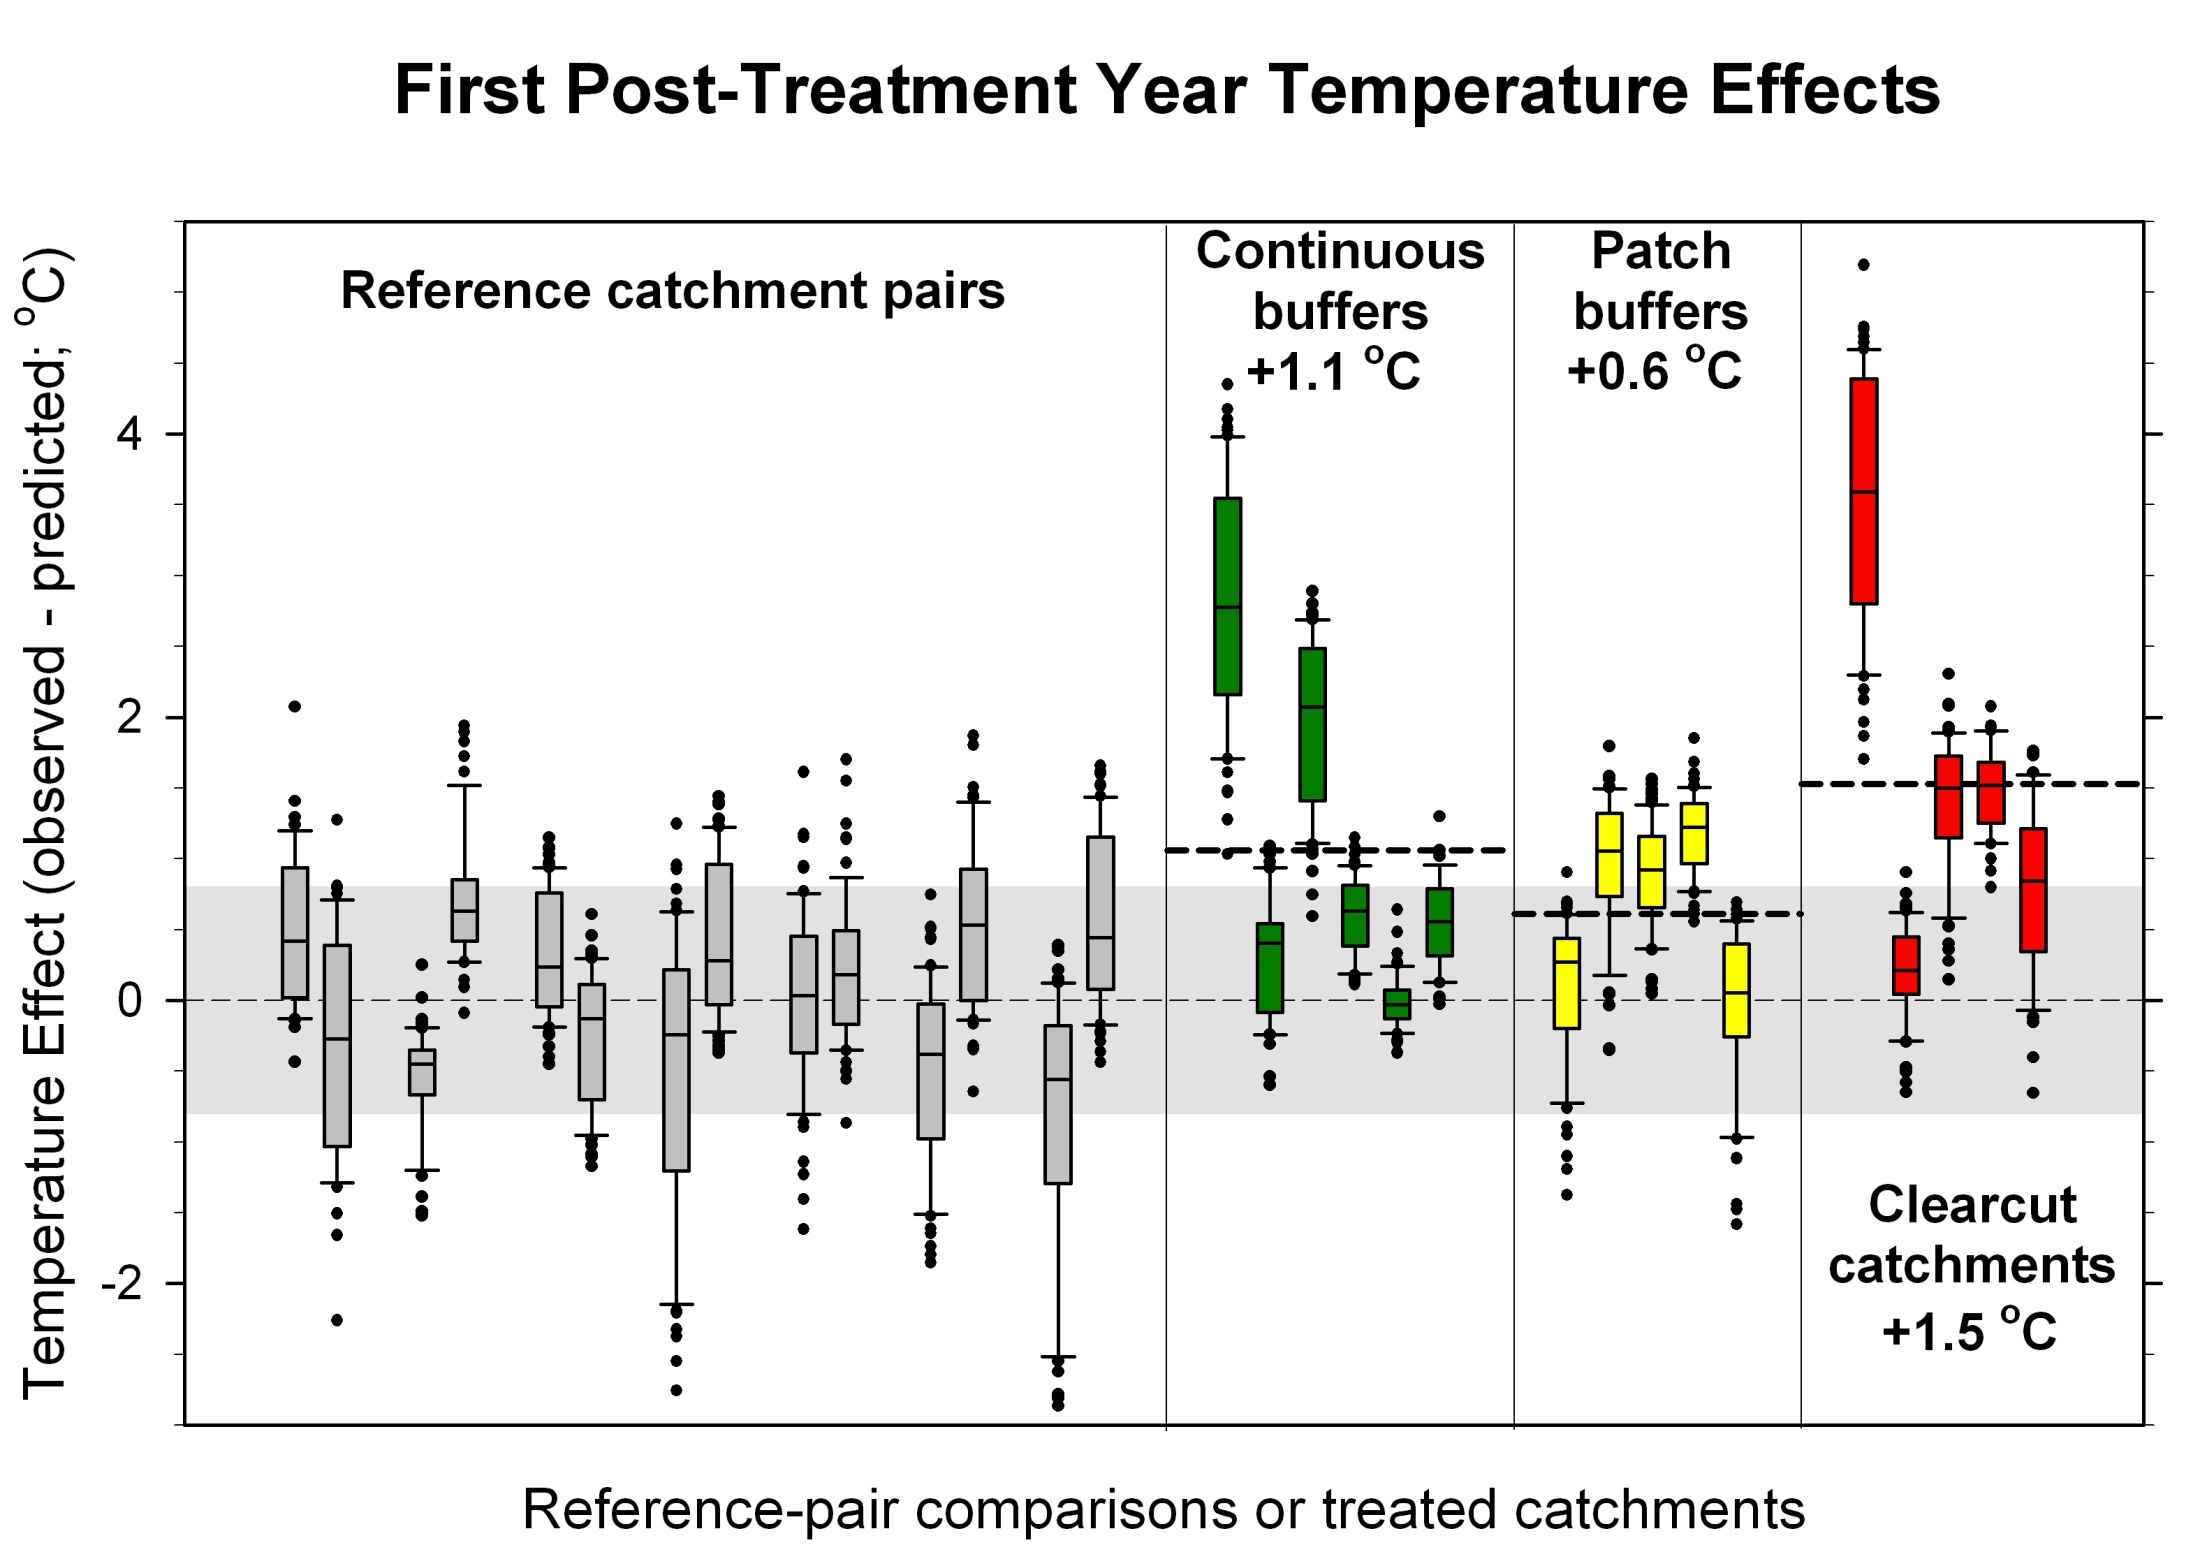 First Post-Treatment Year Temperature Effects
Temperature Effect (observed - predicted; °C)
4
2
0
-2
Reference catchment pairs
Continuous
buffers
+1.1 °C
Patch
buffers
+0.6 °C
Clearcut
catchments
+1.5 °C
Reference-pair comparisons or treated catchments